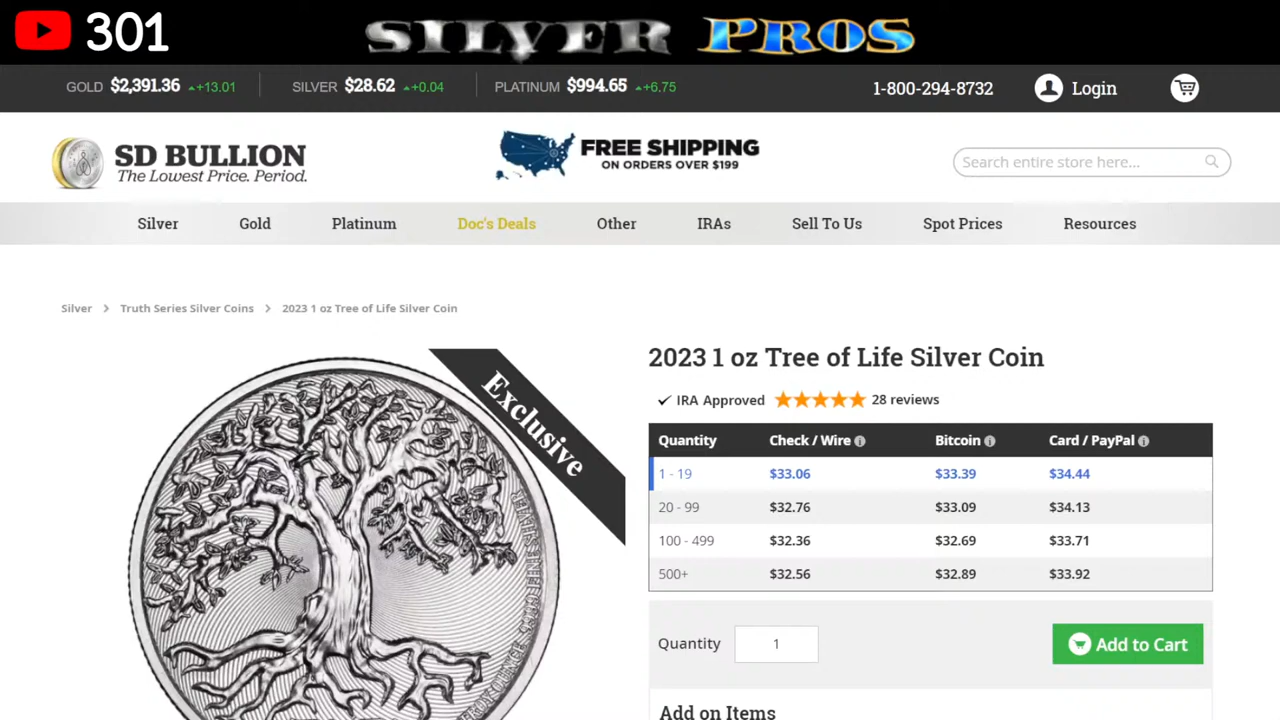 301
SILVER PROS
GOLD $2,391.36 +13.01 SILVER $28.62 +0.04 PLATINUM $994.65 +6.75 1-800-294-8732 Login
SD BULLION
The Lowest Price. Period.
FREE SHIPPING
ON ORDERS OVER $199
Search entire store here...
Silver Gold Platinum Doc's Deals Other IRAs Sell To Us Spot Prices Resources
Silver > Truth Series Silver Coins > 2023 1 oz Tree of Life Silver Coin
Exclusive
2023 1 oz Tree of Life Silver Coin
IRA Approved 28 reviews
Quantity Check / Wire Bitcoin Card / PayPal
1 - 19 $33.06 $33.39 $34.44
20 - 99 $32.76 $33.09 $34.13
100 - 499 $32.36 $32.69 $33.71
500+ $32.56 $32.89 $33.92
Quantity 1 Add to Cart
Add on Items